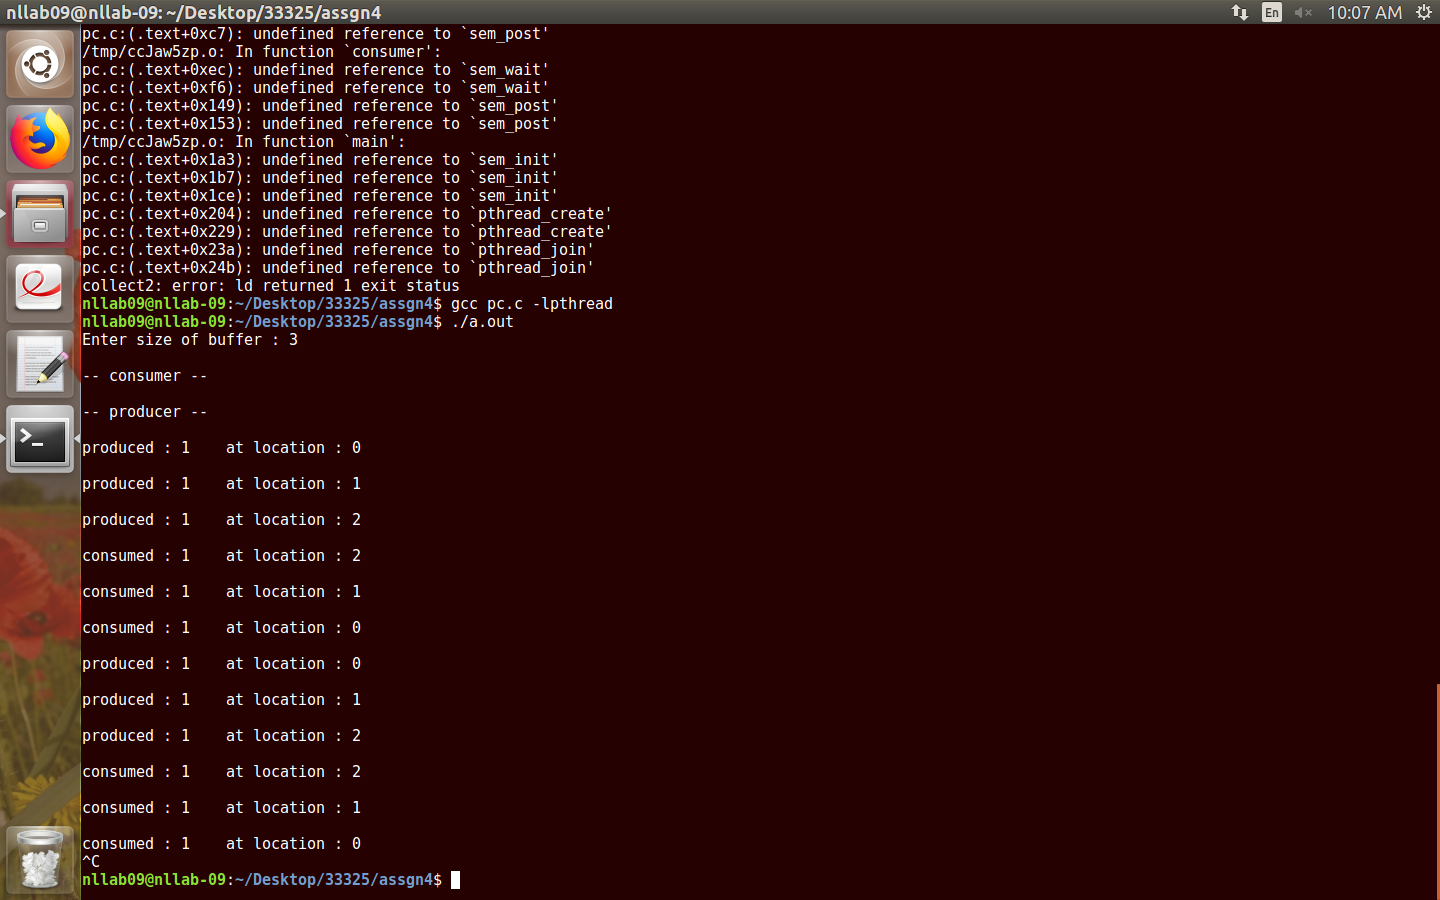 nllab09@nllab-09: ~/Desktop/33325/assgn4
En
10:07 AM
pc.c:(.text+0xc7): undefined reference to `sem_post'
/tmp/ccJaw5zp.o: In function `consumer':
pc.c:(.text+0xec): undefined reference to `sem_wait'
pc.c:(.text+0xf6): undefined reference to `sem_wait'
pc.c:(.text+0x149): undefined reference to `sem_post'
pc.c:(.text+0x153): undefined reference to `sem_post'
/tmp/ccJaw5zp.o: In function `main':
pc.c:(.text+0x1a3): undefined reference to `sem_init'
pc.c:(.text+0x1b7): undefined reference to `sem_init'
pc.c:(.text+0x1ce): undefined reference to `sem_init'
pc.c:(.text+0x204): undefined reference to `pthread_create'
pc.c:(.text+0x229): undefined reference to `pthread_create'
pc.c:(.text+0x23a): undefined reference to `pthread_join'
pc.c:(.text+0x24b): undefined reference to `pthread_join'
collect2: error: ld returned 1 exit status
nllab09@nllab-09:~/Desktop/33325/assgn4$ gcc pc.c -lpthread
nllab09@nllab-09:~/Desktop/33325/assgn4$ ./a.out
Enter size of buffer : 3
-- consumer --
-- producer --
produced : 1    at location : 0
produced : 1    at location : 1
produced : 1    at location : 2
consumed : 1    at location : 2
consumed : 1    at location : 1
consumed : 1    at location : 0
produced : 1    at location : 0
produced : 1    at location : 1
produced : 1    at location : 2
consumed : 1    at location : 2
consumed : 1    at location : 1
consumed : 1    at location : 0
^C
nllab09@nllab-09:~/Desktop/33325/assgn4$